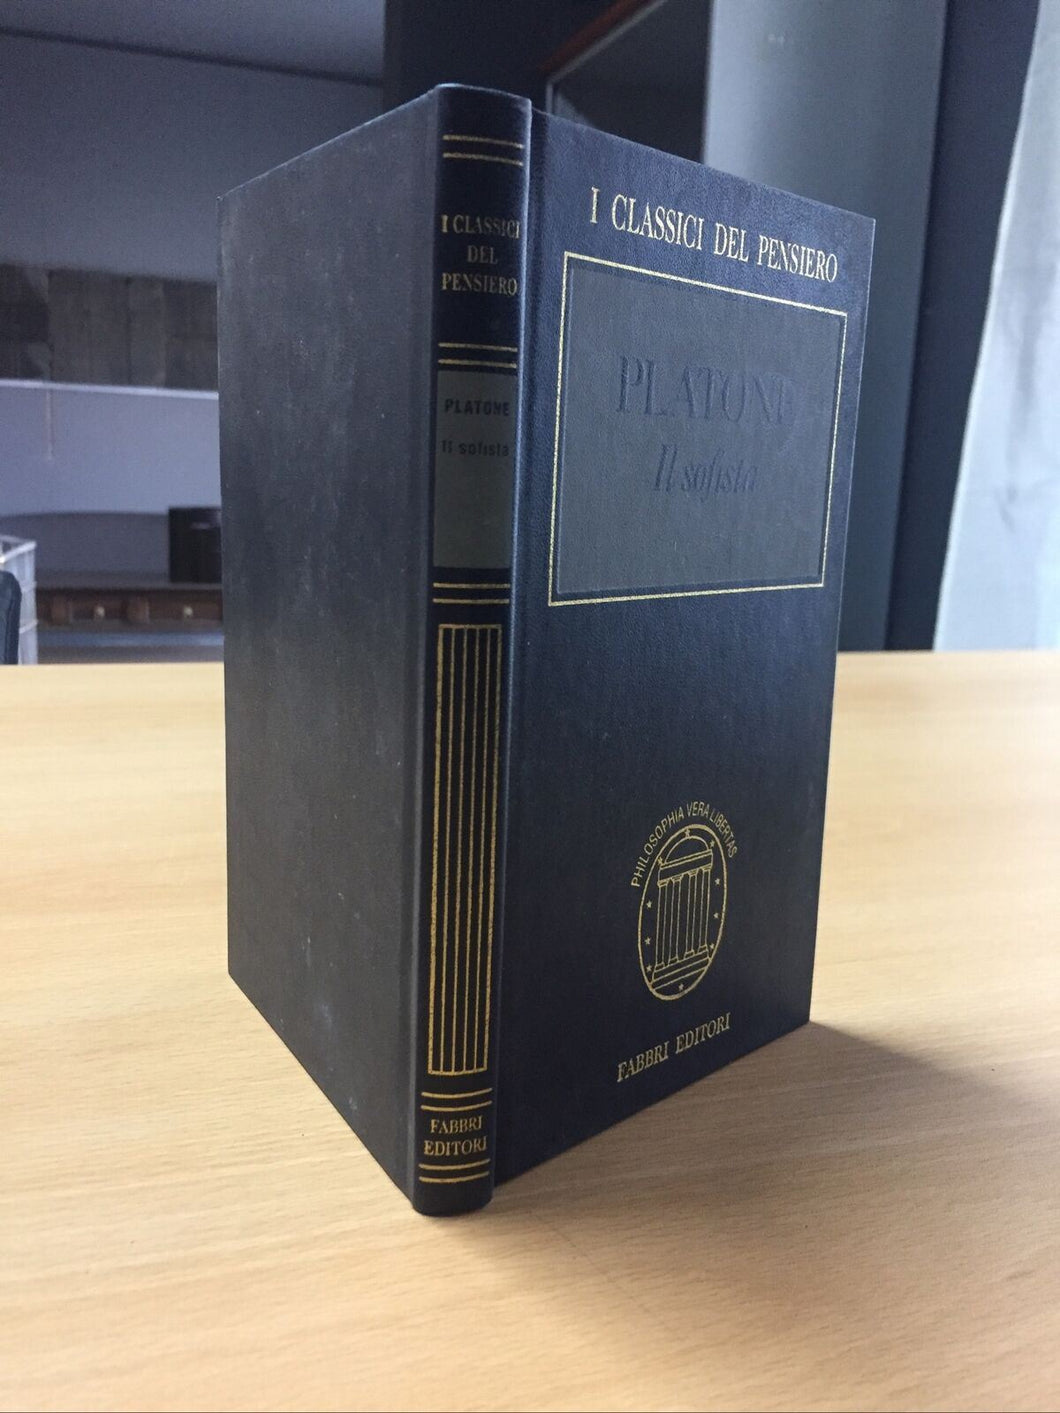 I CLASSICI
DEL
PENSIERO
PLATONE
Il sofista
FABBRI
EDITORI
I CLASSICI DEL PENSIERO
PLATONE
Il sofista
PHILOSOPHIA VERA LIBERTAS
FABBRI EDITORI